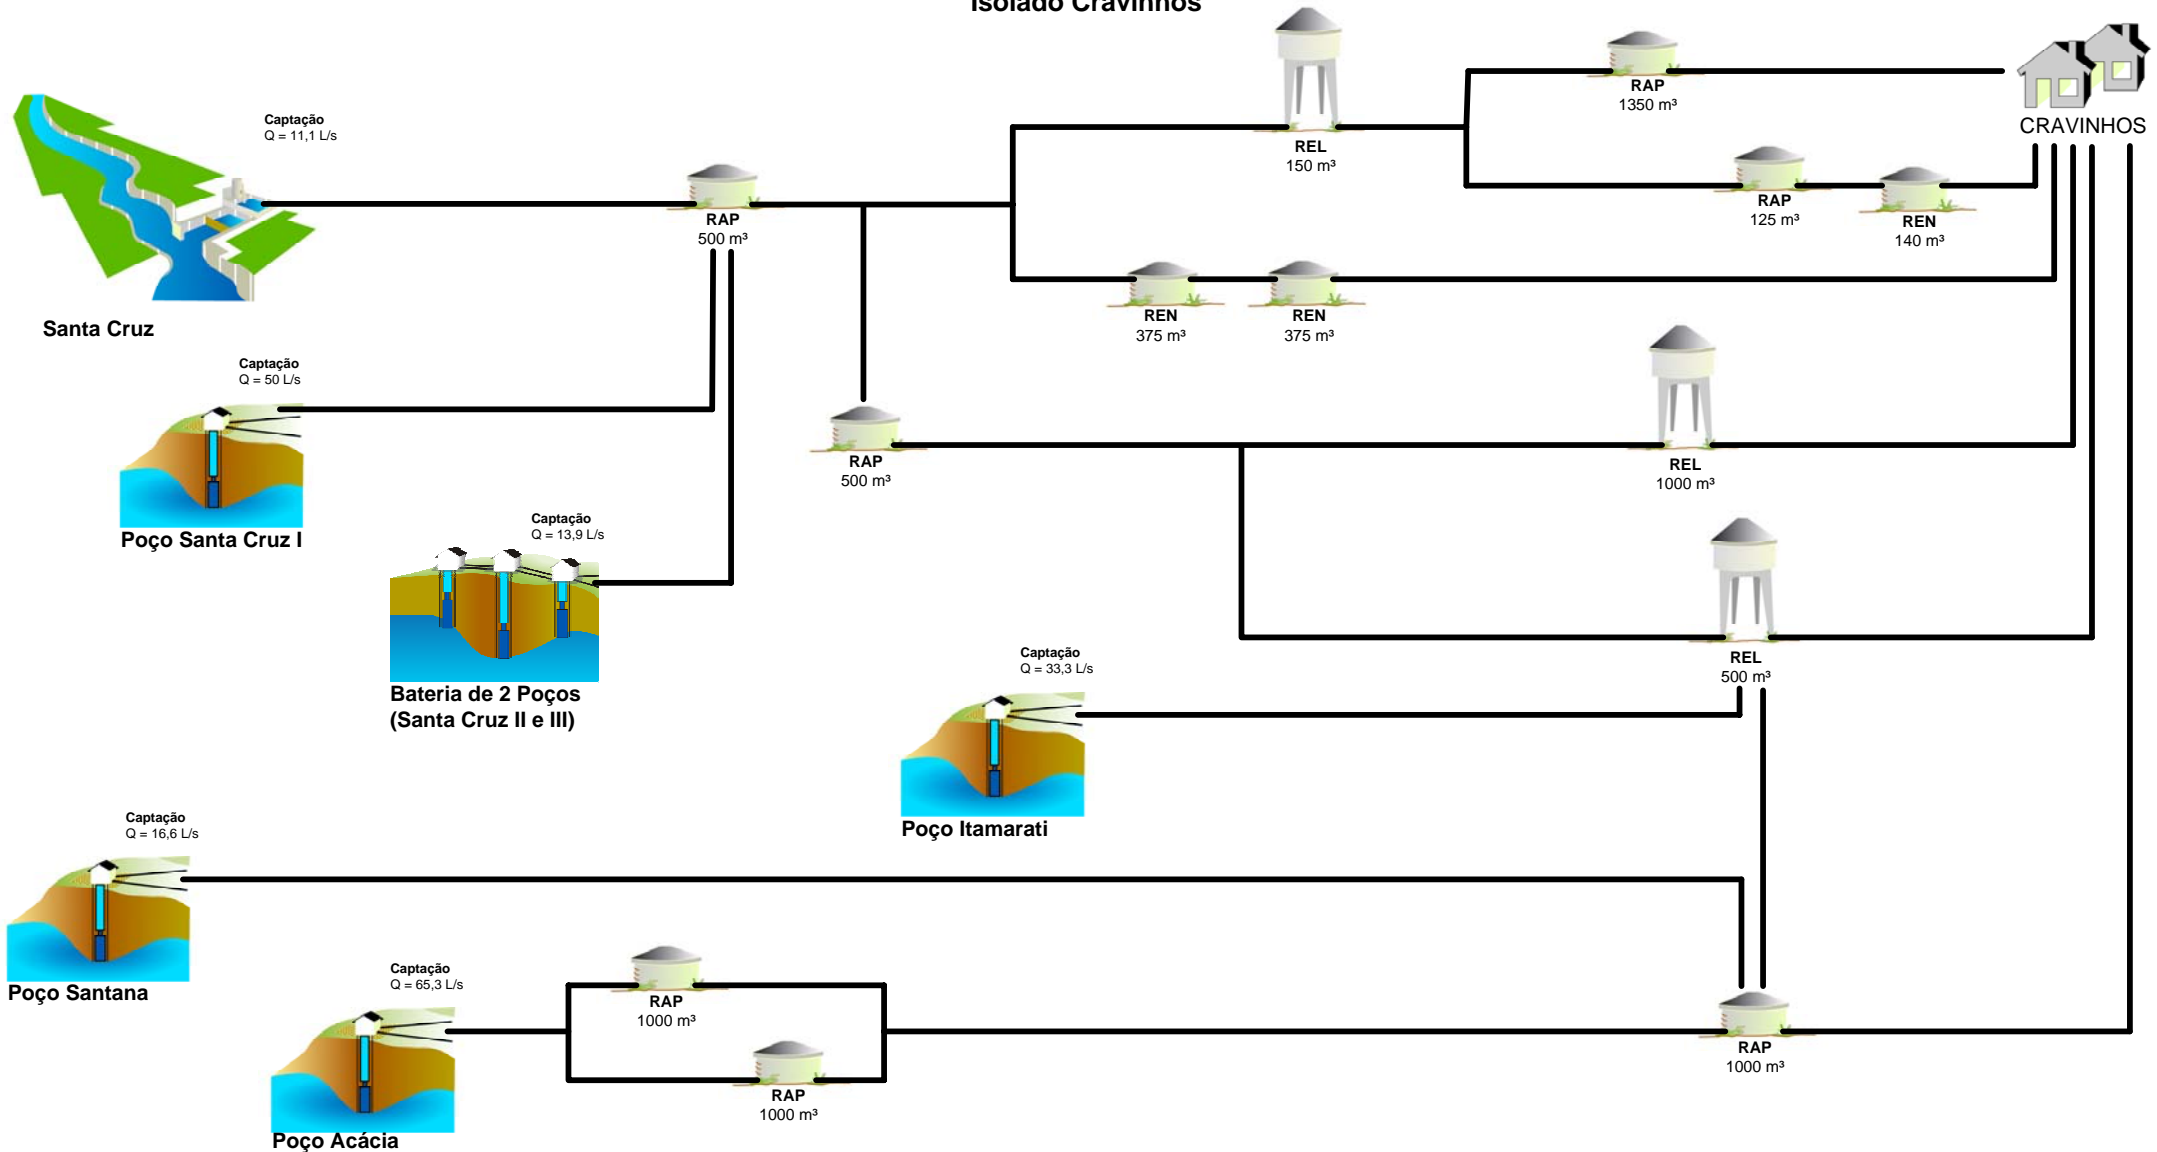 Isolado Cravinhos
Captação
Q = 11,1 L/s
Santa Cruz
RAP
500 m³
REL
150 m³
RAP
1350 m³
CRAVINHOS
RAP
125 m³
REN
140 m³
REN
375 m³
REN
375 m³
Captação
Q = 50 L/s
Poço Santa Cruz I
RAP
500 m³
REL
1000 m³
Captação
Q = 13,9 L/s
Bateria de 2 Poços
(Santa Cruz II e III)
REL
500 m³
Captação
Q = 33,3 L/s
Poço Itamarati
Captação
Q = 16,6 L/s
Poço Santana
Captação
Q = 65,3 L/s
Poço Acácia
RAP
1000 m³
RAP
1000 m³
RAP
1000 m³